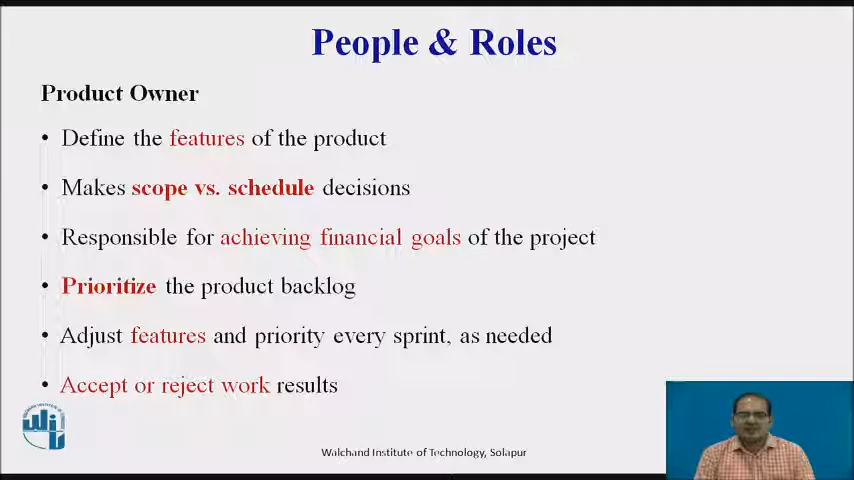 People & Roles
Product Owner
• Define the features of the product
• Makes scope vs. schedule decisions
• Responsible for achieving financial goals of the project
• Prioritize the product backlog
• Adjust features and priority every sprint, as needed
• Accept or reject work results
Walchand Institute of Technology, Solapur